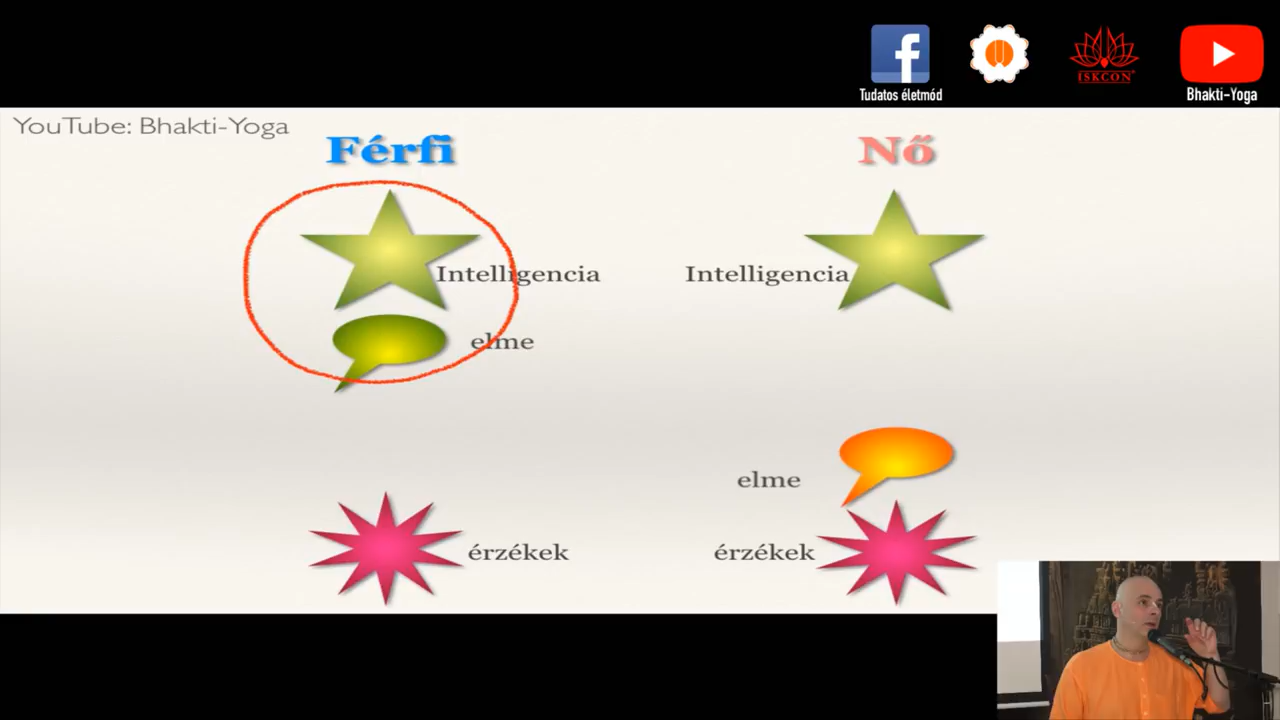 Tudatos életmód
ISKCON
Bhakti-Yoga
YouTube: Bhakti-Yoga
Férfi
Nő
Intelligencia
Intelligencia
elme
elme
érzékek
érzékek